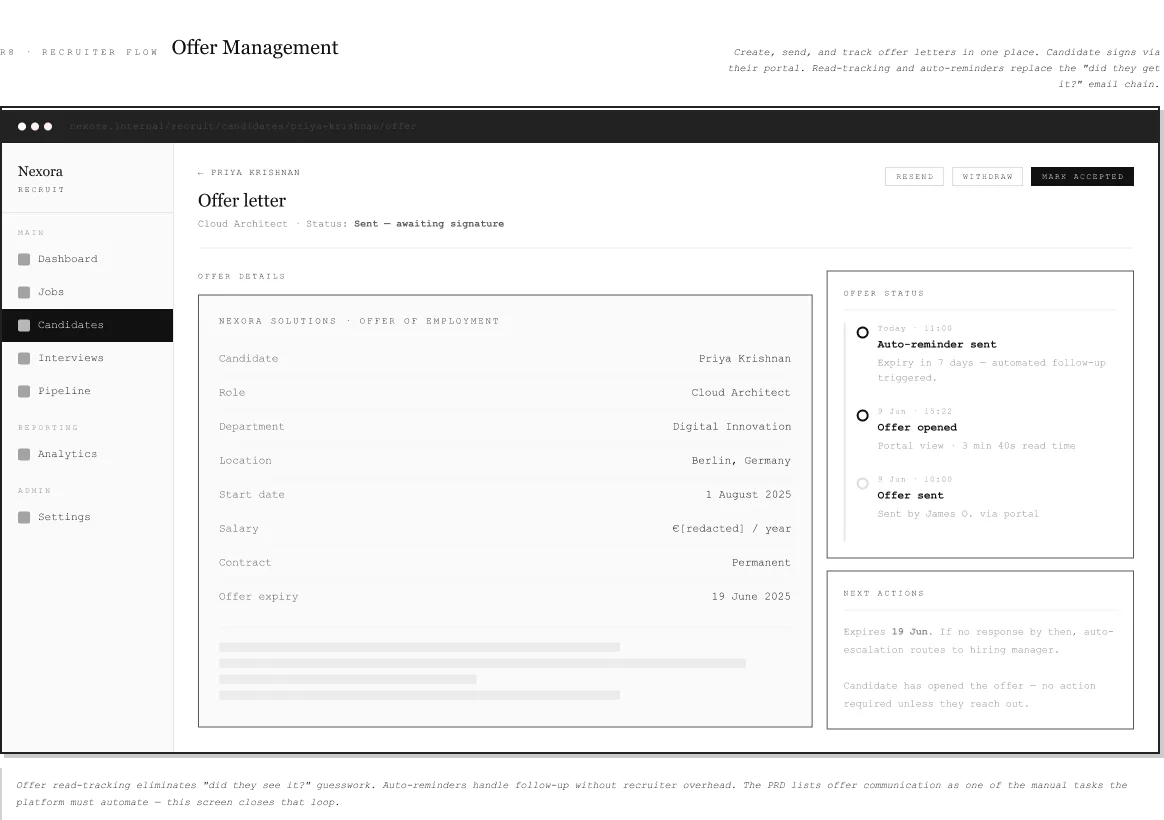 R8 · RECRUITER FLOW Offer Management
Create, send, and track offer letters in one place. Candidate signs via
their portal. Read-tracking and auto-reminders replace the "did they get
it?" email chain.
nexora.internal/recruit/candidates/priya-krishnan/offer
Nexora
RECRUIT
MAIN
Dashboard
Jobs
Candidates
Interviews
Pipeline
REPORTING
Analytics
ADMIN
Settings
← PRIYA KRISHNAN
Offer letter
Cloud Architect · Status: Sent — awaiting signature
RESEND
WITHDRAW
MARK ACCEPTED
OFFER DETAILS
NEXORA SOLUTIONS · OFFER OF EMPLOYMENT
Candidate Priya Krishnan
Role Cloud Architect
Department Digital Innovation
Location Berlin, Germany
Start date 1 August 2025
Salary €[redacted] / year
Contract Permanent
Offer expiry 19 June 2025
OFFER STATUS
Today · 11:00
Auto-reminder sent
Expiry in 7 days — automated follow-up
triggered.
9 Jun · 15:22
Offer opened
Portal view · 3 min 40s read time
9 Jun · 10:00
Offer sent
Sent by James O. via portal
NEXT ACTIONS
Expires 19 Jun. If no response by then, auto-
escalation routes to hiring manager.
Candidate has opened the offer — no action
required unless they reach out.
Offer read-tracking eliminates "did they see it?" guesswork. Auto-reminders handle follow-up without recruiter overhead. The PRD lists offer communication as one of the manual tasks the
platform must automate — this screen closes that loop.